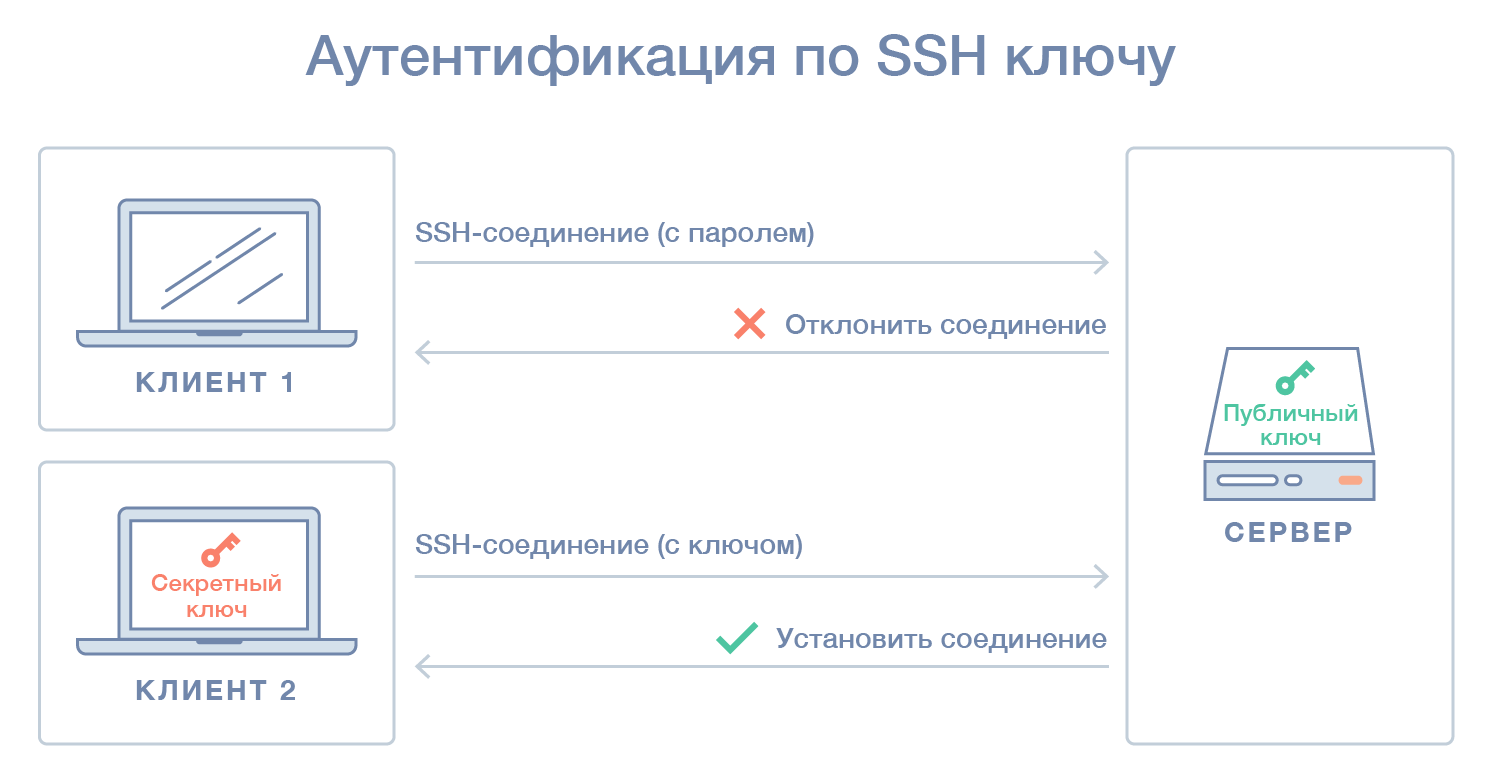 Аутентификация по SSH ключу
SSH-соединение (с паролем)
Отклонить соединение
КЛИЕНТ 1
Публичный
ключ
СЕРВЕР
SSH-соединение (с ключом)
Секретный
ключ
Установить соединение
КЛИЕНТ 2